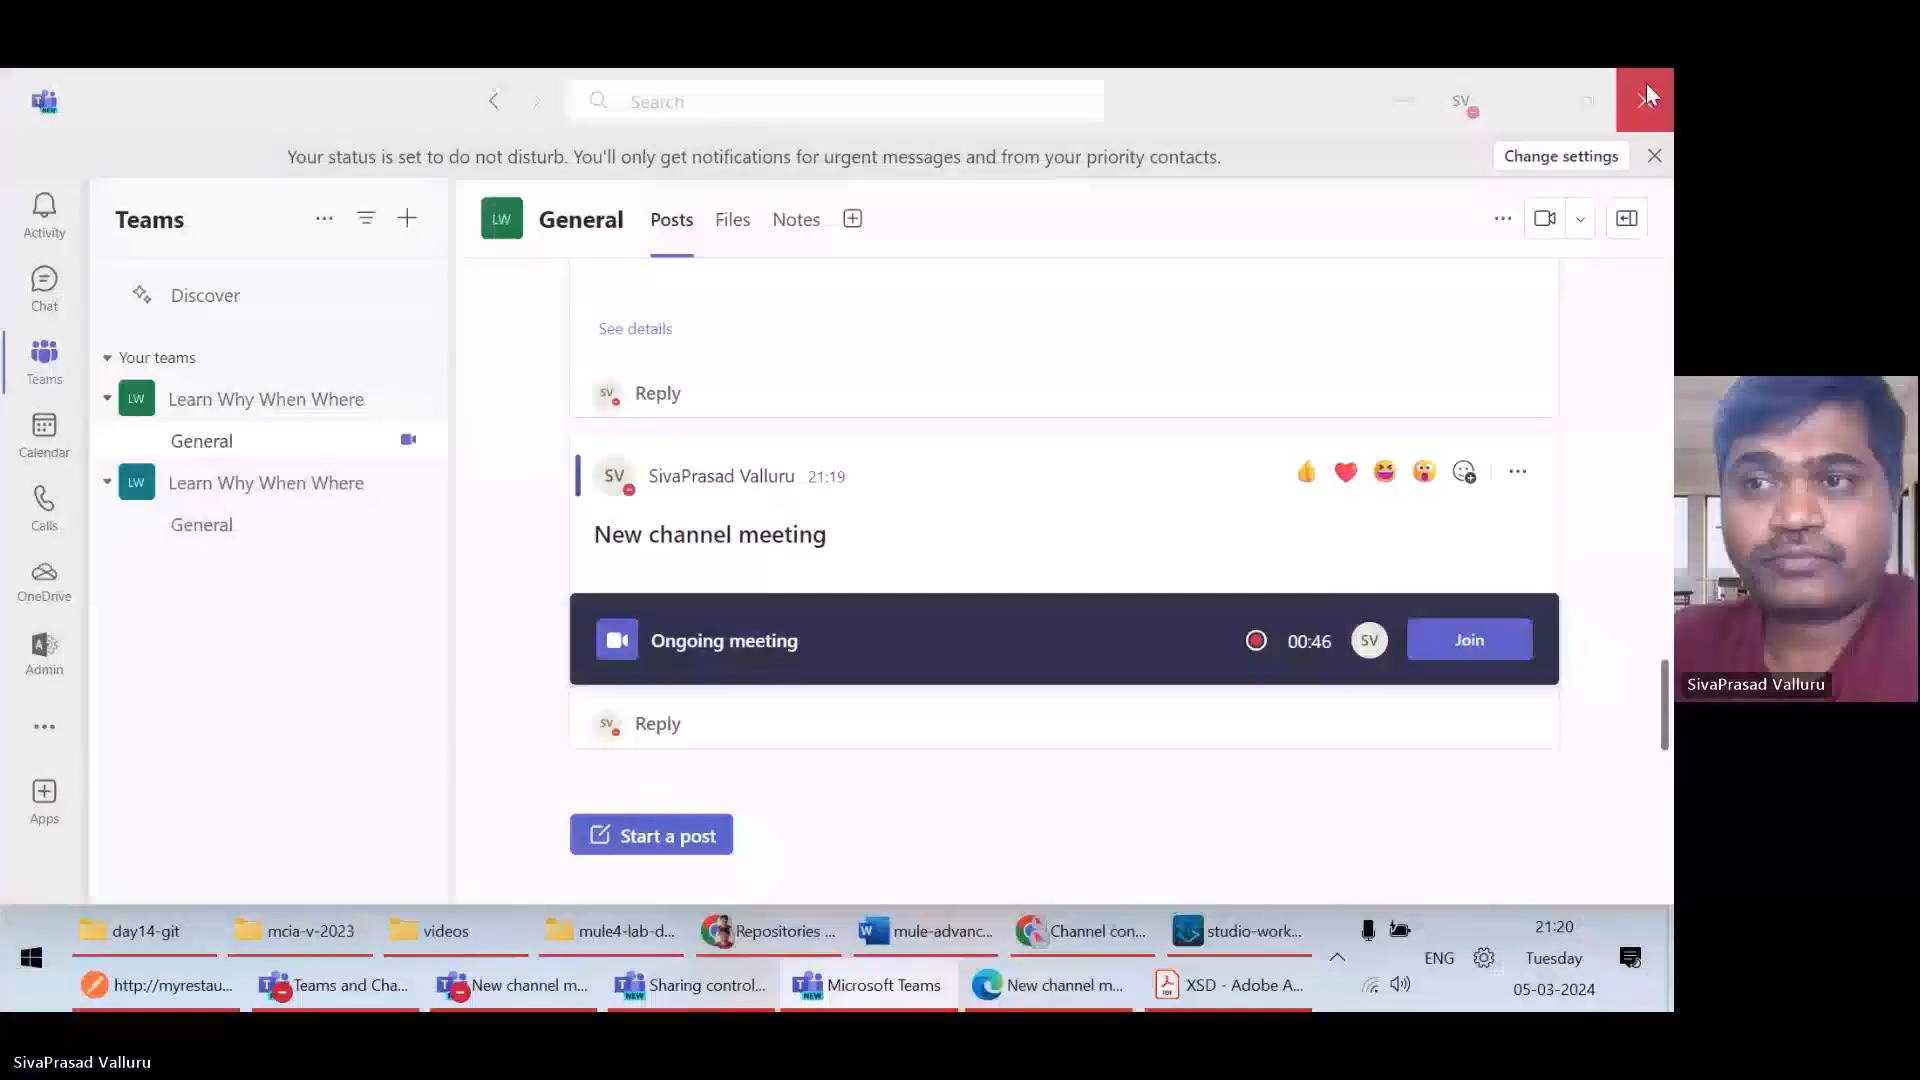 Search
SV
Your status is set to do not disturb. You'll only get notifications for urgent messages and from your priority contacts.
Change settings
Activity
Chat
Teams
Calendar
Calls
OneDrive
Admin
Apps
Teams
Discover
Your teams
LW Learn Why When Where
General
LW Learn Why When Where
General
LW General Posts Files Notes
See details
SV Reply
SV SivaPrasad Valluru 21:19
New channel meeting
Ongoing meeting 00:46 SV Join
SV Reply
Start a post
SivaPrasad Valluru
day14-git mcia-v-2023 videos mule4-lab-d... Repositories ... mule-advanc... Channel con... studio-work...
http://myrestau... Teams and Cha... New channel m... Sharing control... Microsoft Teams New channel m... XSD - Adobe A...
ENG
21:20
Tuesday
05-03-2024
SivaPrasad Valluru